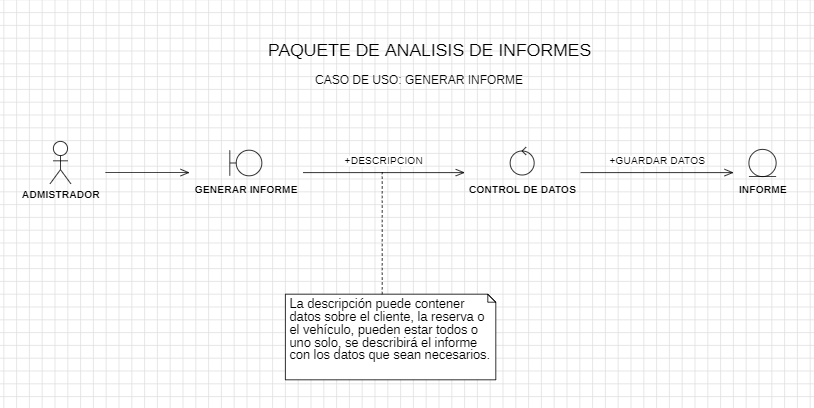 PAQUETE DE ANALISIS DE INFORMES
CASO DE USO: GENERAR INFORME
+DESCRIPCION
+GUARDAR DATOS
ADMISTRADOR
GENERAR INFORME
CONTROL DE DATOS
INFORME
La descripción puede contener
datos sobre el cliente, la reserva o
el vehículo, pueden estar todos o
uno solo, se describirá el informe
con los datos que sean necesarios.